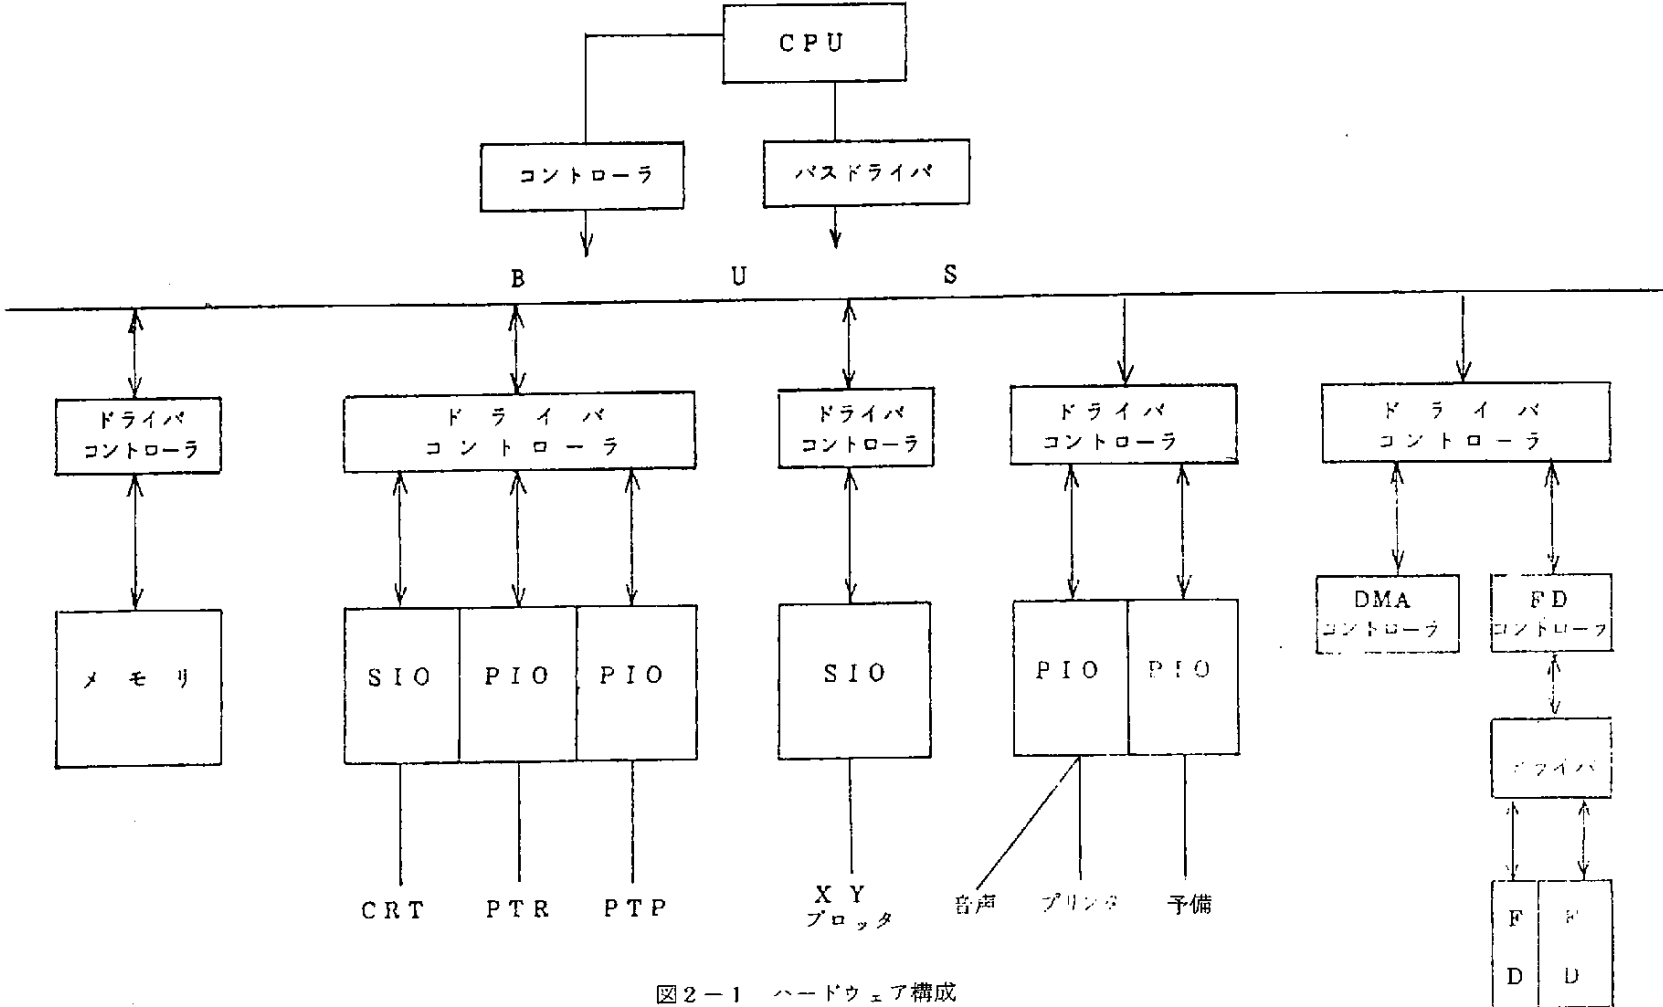 CPU
コントローラ
バスドライバ
B U S
ドライバ
コントローラ
ドライバ
コントローラ
ドライバ
コントローラ
ドライバ
コントローラ
ドライバ
コントローラ
メモリ
SIO
PIO
PIO
SIO
PIO
PIO
DMA
コントローラ
FD
コントローラ
ドライバ
CRT
PTR
PTP
XY
プロッタ
音声
プリンタ
予備
FD
FD
図2-1 ハードウェア構成